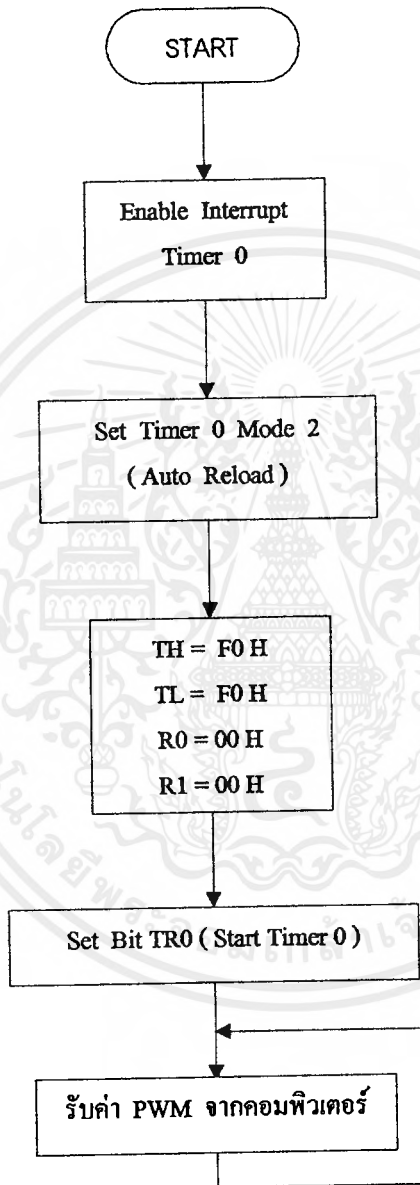 START
Enable Interrupt
Timer 0
Set Timer 0 Mode 2
( Auto Reload )
TH = F0 H
TL = F0 H
R0 = 00 H
R1 = 00 H
Set Bit TR0 ( Start Timer 0 )
รับค่า PWM จากคอมพิวเตอร์